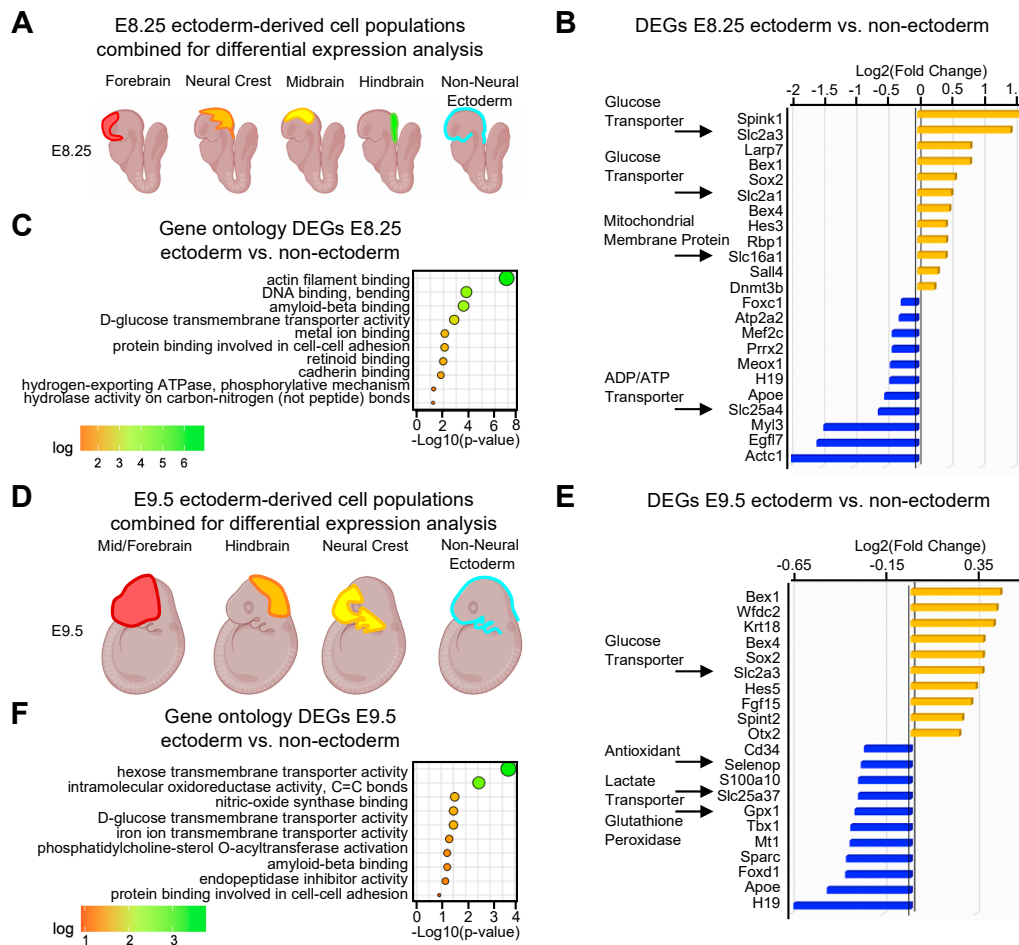 A
E8.25 ectoderm-derived cell populations
combined for differential expression analysis
Forebrain
Neural Crest
Midbrain
Hindbrain
Non-Neural
Ectoderm
E8.25
B
DEGs E8.25 ectoderm vs. non-ectoderm
Log2(Fold Change)
-2 -1.5 -1 -0.5 0 0.5 1 1.5
Glucose
Transporter
Glucose
Transporter
Mitochondrial
Membrane Protein
ADP/ATP
Transporter
Spink1
Slc2a3
Larp7
Bex1
Sox2
Slc2a1
Bex4
Hes3
Rbp1
Slc16a1
Sall4
Dnmt3b
Foxc1
Atp2a2
Mef2c
Prrx2
Meox1
H19
Apoe
Slc25a4
Myl3
Egfl7
Actc1
C
Gene ontology DEGs E8.25
ectoderm vs. non-ectoderm
actin filament binding
DNA binding, bending
amyloid-beta binding
D-glucose transmembrane transporter activity
metal ion binding
protein binding involved in cell-cell adhesion
retinoid binding
cadherin binding
hydrogen-exporting ATPase, phosphorylative mechanism
hydrolase activity on carbon-nitrogen (not peptide) bonds
0 2 4 6 8
-Log10(p-value)
log
2 3 4 5 6
D
E9.5 ectoderm-derived cell populations
combined for differential expression analysis
Mid/Forebrain
Hindbrain
Neural Crest
Non-Neural
Ectoderm
E9.5
E
DEGs E9.5 ectoderm vs. non-ectoderm
Log2(Fold Change)
-0.65 -0.15 0.35
Glucose
Transporter
Antioxidant
Lactate
Transporter
Glutathione
Peroxidase
Bex1
Wfdc2
Krt18
Bex4
Sox2
Slc2a3
Hes5
Fgf15
Spint2
Otx2
Cd34
Selenop
S100a10
Slc25a37
Gpx1
Tbx1
Mt1
Sparc
Foxd1
Apoe
H19
F
Gene ontology DEGs E9.5
ectoderm vs. non-ectoderm
hexose transmembrane transporter activity
intramolecular oxidoreductase activity, C=C bonds
nitric-oxide synthase binding
D-glucose transmembrane transporter activity
iron ion transmembrane transporter activity
phosphatidylcholine-sterol O-acyltransferase activation
amyloid-beta binding
endopeptidase inhibitor activity
protein binding involved in cell-cell adhesion
0 1 2 3 4
-Log10(p-value)
log
1 2 3